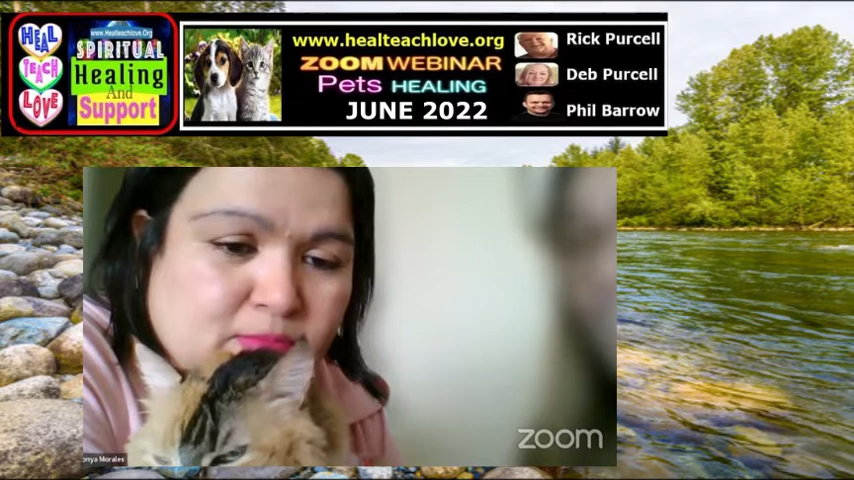 www.Healteachlove.Org
HEAL
TEACH
LOVE
SPIRITUAL
Healing
And
Support
www.healteachlove.org
ZOOM WEBINAR
Pets HEALING
JUNE 2022
Rick Purcell
Deb Purcell
Phil Barrow
zoom
onya Morales